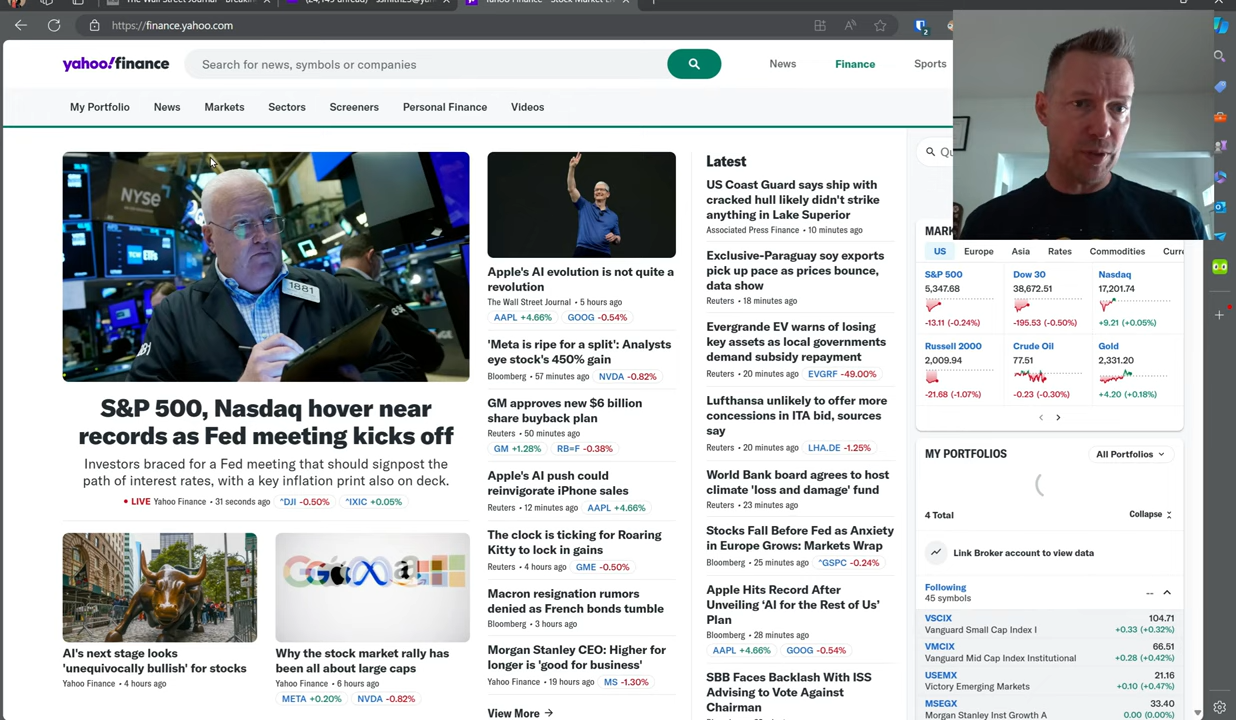 The Wall Street Journal - Breakin
Yahoo Finance - Stock Market L
https://finance.yahoo.com
2
yahoo!finance
Search for news, symbols or companies
News
Finance
Sports
My Portfolio
News
Markets
Sectors
Screeners
Personal Finance
Videos
NYSE
1881
S&P 500, Nasdaq hover near
records as Fed meeting kicks off
Investors braced for a Fed meeting that should signpost the
path of interest rates, with a key inflation print also on deck.
• LIVE Yahoo Finance • 31 seconds ago ^DJI -0.50% ^IXIC +0.05%
AI's next stage looks
'unequivocally bullish' for stocks
Yahoo Finance • 4 hours ago
Why the stock market rally has
been all about large caps
Yahoo Finance • 6 hours ago
META +0.20% NVDA -0.82%
Apple's AI evolution is not quite a
revolution
The Wall Street Journal • 5 hours ago
AAPL +4.66% GOOG -0.54%
'Meta is ripe for a split': Analysts
eye stock's 450% gain
Bloomberg • 57 minutes ago NVDA -0.82%
GM approves new $6 billion
share buyback plan
Reuters • 50 minutes ago
GM +1.28% RB=F -0.38%
Apple's AI push could
reinvigorate iPhone sales
Reuters • 12 minutes ago AAPL +4.66%
The clock is ticking for Roaring
Kitty to lock in gains
Reuters • 4 hours ago GME -0.50%
Macron resignation rumors
denied as French bonds tumble
Bloomberg • 3 hours ago
Morgan Stanley CEO: Higher for
longer is 'good for business'
Yahoo Finance • 19 hours ago MS -1.30%
View More
Latest
US Coast Guard says ship with
cracked hull likely didn't strike
anything in Lake Superior
Associated Press Finance • 10 minutes ago
Exclusive-Paraguay soy exports
pick up pace as prices bounce,
data show
Reuters • 18 minutes ago
Evergrande EV warns of losing
key assets as local governments
demand subsidy repayment
Reuters • 20 minutes ago EVGRF -49.00%
Lufthansa unlikely to offer more
concessions in ITA bid, sources
say
Reuters • 20 minutes ago LHA.DE -1.25%
World Bank board agrees to host
climate 'loss and damage' fund
Reuters • 23 minutes ago
Stocks Fall Before Fed as Anxiety
in Europe Grows: Markets Wrap
Bloomberg • 25 minutes ago ^GSPC -0.24%
Apple Hits Record After
Unveiling 'AI for the Rest of Us'
Plan
Bloomberg • 28 minutes ago
AAPL +4.66% GOOG -0.54%
SBB Faces Backlash With ISS
Advising to Vote Against
Chairman
Qu
MARK
US Europe Asia Rates Commodities Curre
S&P 500 Dow 30 Nasdaq
5,347.68 38,672.51 17,201.74
-13.11 (-0.24%) -195.53 (-0.50%) +9.21 (+0.05%)
Russell 2000 Crude Oil Gold
2,009.94 77.51 2,331.20
-21.68 (-1.07%) -0.23 (-0.30%) +4.20 (+0.18%)
MY PORTFOLIOS All Portfolios
4 Total Collapse
Link Broker account to view data
Following
45 symbols --
VSCIX 104.71
Vanguard Small Cap Index I +0.33 (+0.32%)
VMCIX 66.51
Vanguard Mid Cap Index Institutional +0.28 (+0.42%)
USEMX 21.16
Victory Emerging Markets +0.10 (+0.47%)
MSEGX 33.40
Morgan Stanley Inst Growth A 0.00 (0.00%)